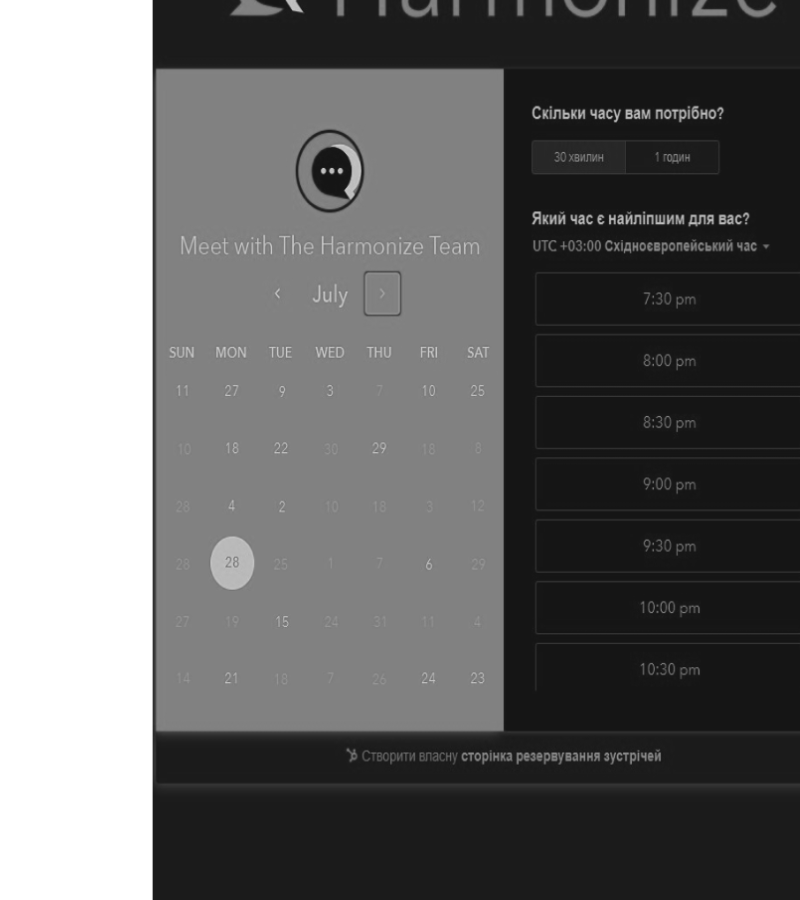 Harmonize
Скільки часу вам потрібно?
30 хвилин 1 годин
Meet with The Harmonize Team
Який час є найліпшим для вас?
UTC +03:00 Східноєвропейський час
‹ July ›
7:30 pm
8:00 pm
8:30 pm
9:00 pm
9:30 pm
10:00 pm
10:30 pm
SUN MON TUE WED THU FRI SAT
11 27 9 3 7 10 25
10 18 22 30 29 18 8
28 4 2 10 18 3 12
28 28 25 1 7 6 29
27 19 15 24 31 11 4
14 21 18 7 26 24 23
Створити власну сторінка резервування зустрічей